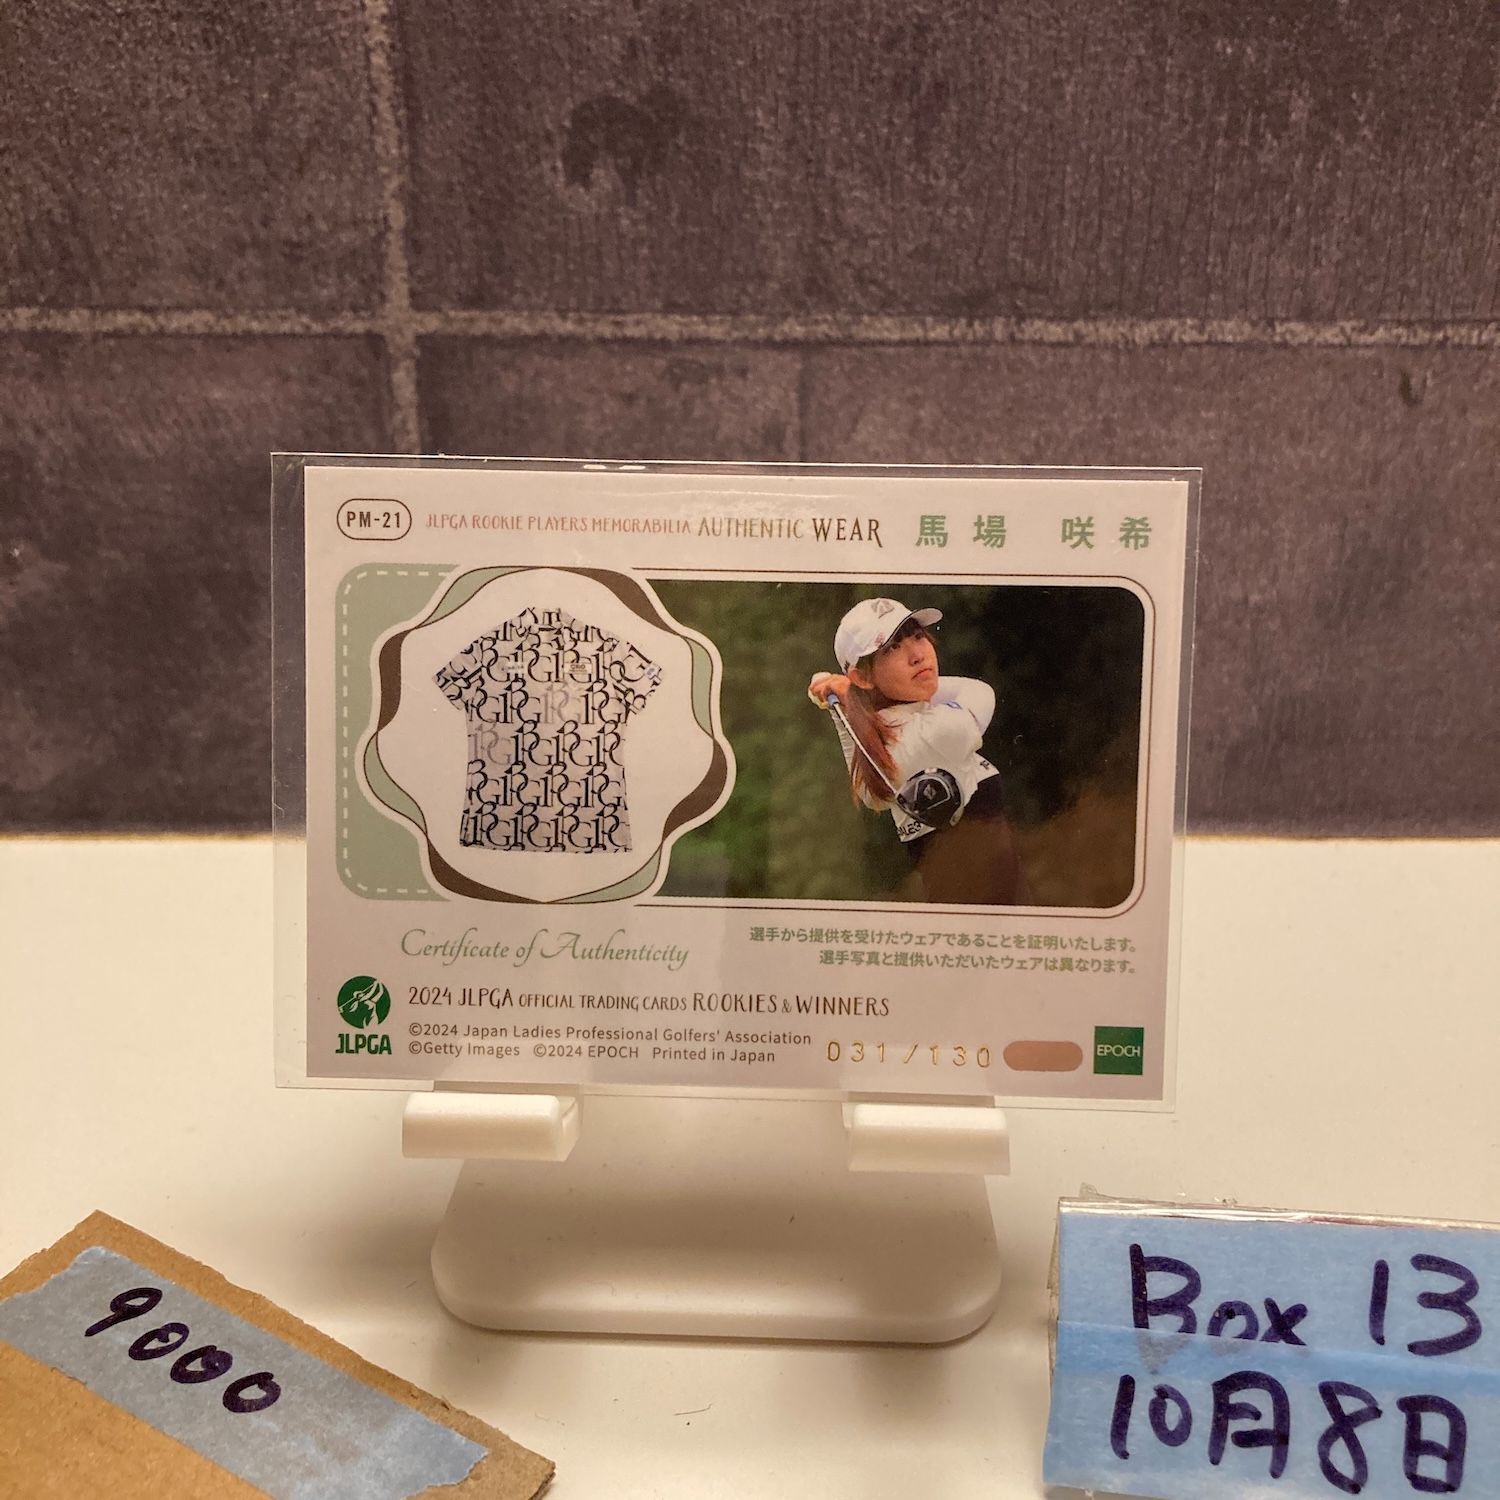 PM-21 JLPGA ROOKIE PLAYERS MEMORABILIA AUTHENTIC WEAR 馬場 咲希
Certificate of Authenticity
選手から提供を受けたウェアであることを証明いたします。
選手写真と提供いただいたウェアは異なります。
JLPGA
2024 JLPGA OFFICIAL TRADING CARDS ROOKIES & WINNERS
©2024 Japan Ladies Professional Golfers' Association
©Getty Images ©2024 EPOCH Printed in Japan
031/130
EPOCH
9000
Box 13
10月8日